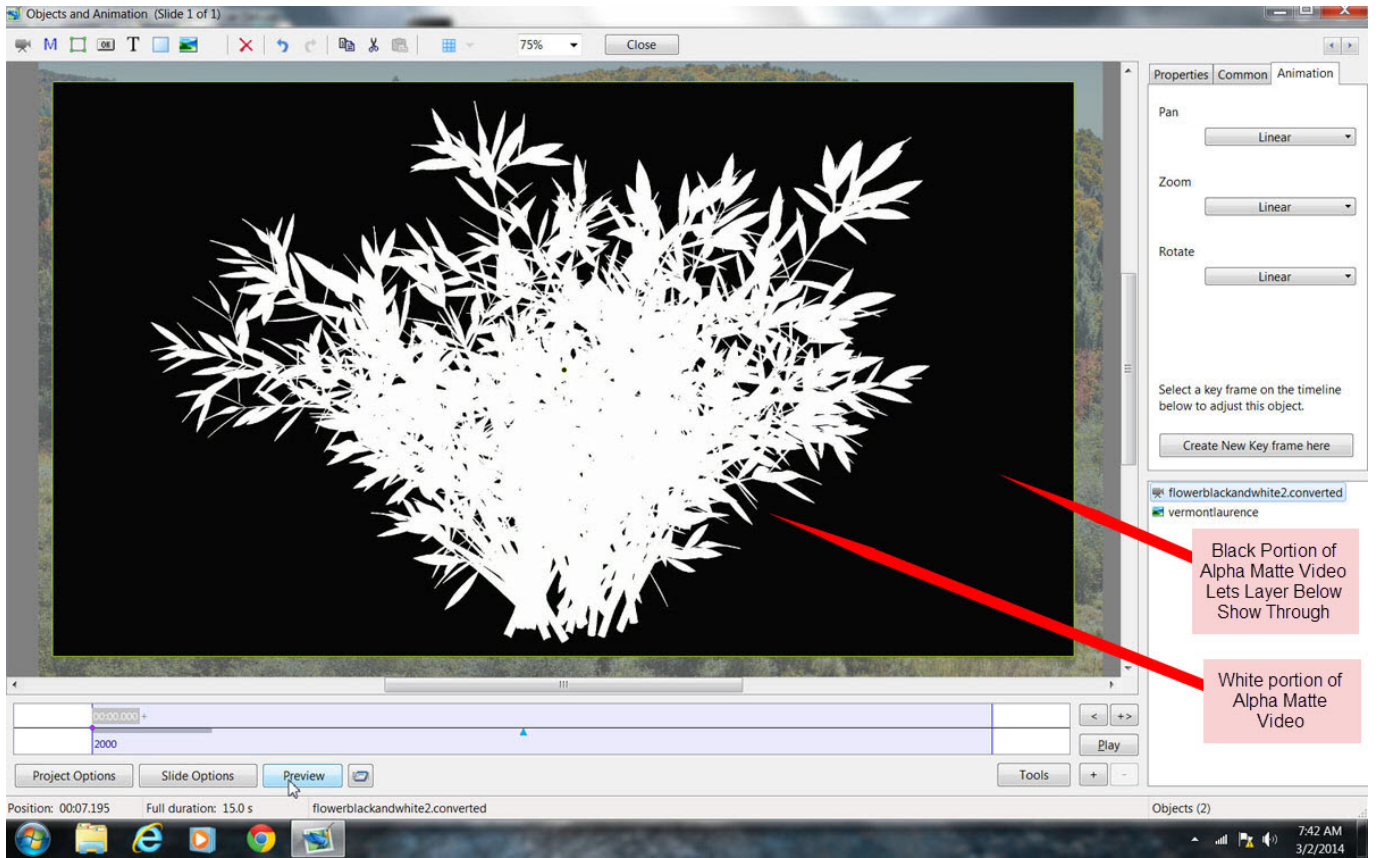 Objects and Animation (Slide 1 of 1)
M OK T 75% Close
Properties Common Animation
Pan
Linear
Zoom
Linear
Rotate
Linear
Select a key frame on the timeline
below to adjust this object.
Create New Key frame here
flowerblackandwhite2.converted
vermontlaurence
Black Portion of
Alpha Matte Video
Lets Layer Below
Show Through
White portion of
Alpha Matte
Video
00:00.000 +
2000
< +>
Play
Project Options Slide Options Preview Tools + -
Position: 00:07.195 Full duration: 15.0 s flowerblackandwhite2.converted Objects (2)
7:42 AM
3/2/2014